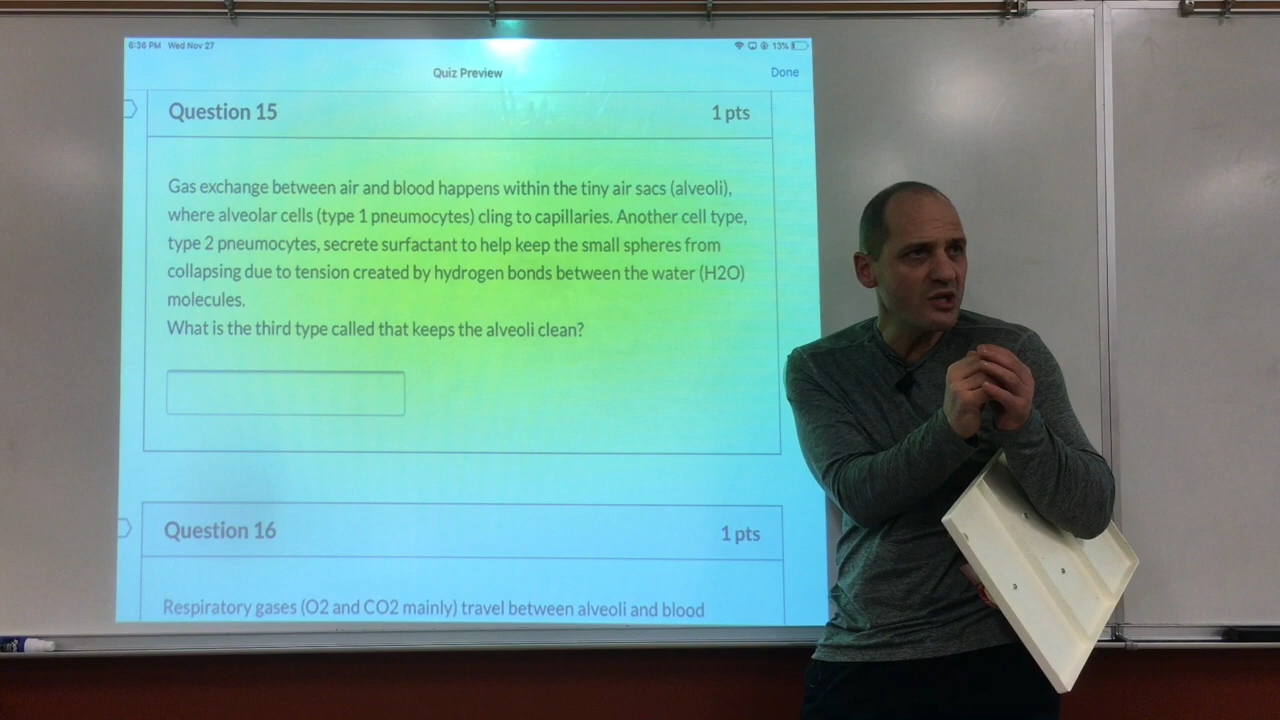 6:36 PM Wed Nov 27
13%
Quiz Preview
Done
Question 15
1 pts
Gas exchange between air and blood happens within the tiny air sacs (alveoli),
where alveolar cells (type 1 pneumocytes) cling to capillaries. Another cell type,
type 2 pneumocytes, secrete surfactant to help keep the small spheres from
collapsing due to tension created by hydrogen bonds between the water (H2O)
molecules.
What is the third type called that keeps the alveoli clean?
Question 16
1 pts
Respiratory gases (O2 and CO2 mainly) travel between alveoli and blood